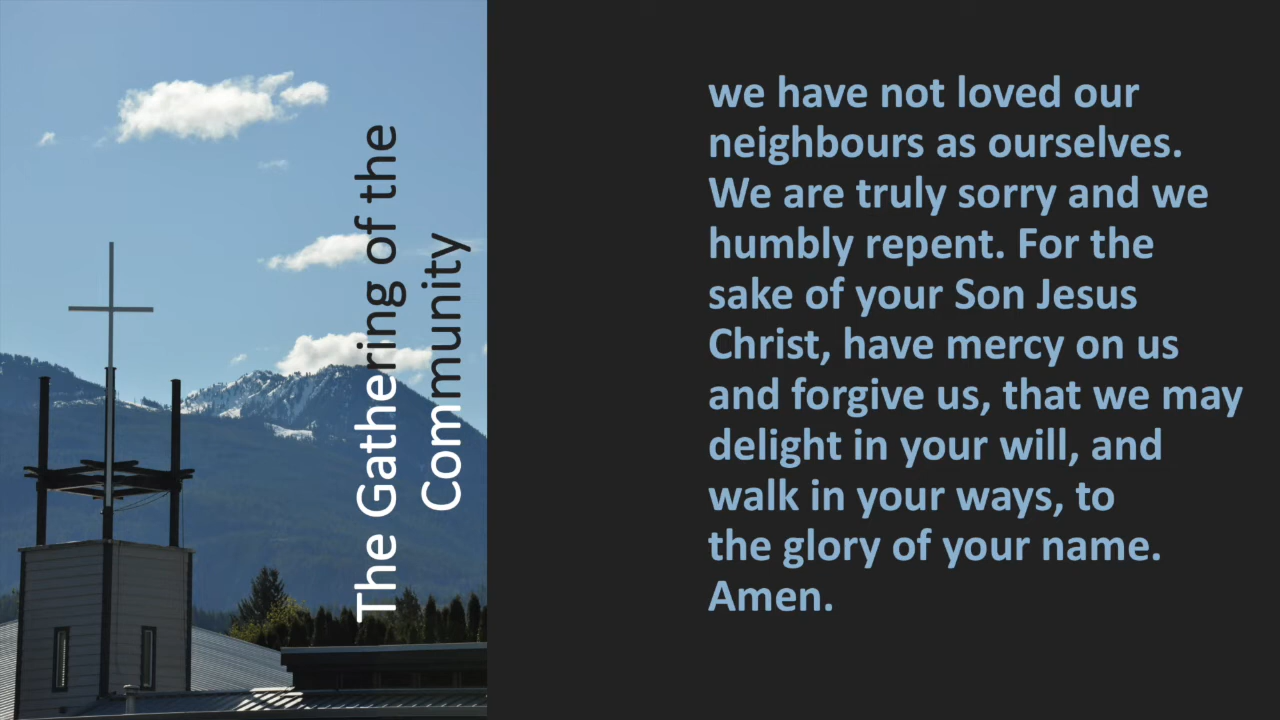 The Gathering of the
Community
we have not loved our
neighbours as ourselves.
We are truly sorry and we
humbly repent. For the
sake of your Son Jesus
Christ, have mercy on us
and forgive us, that we may
delight in your will, and
walk in your ways, to
the glory of your name.
Amen.